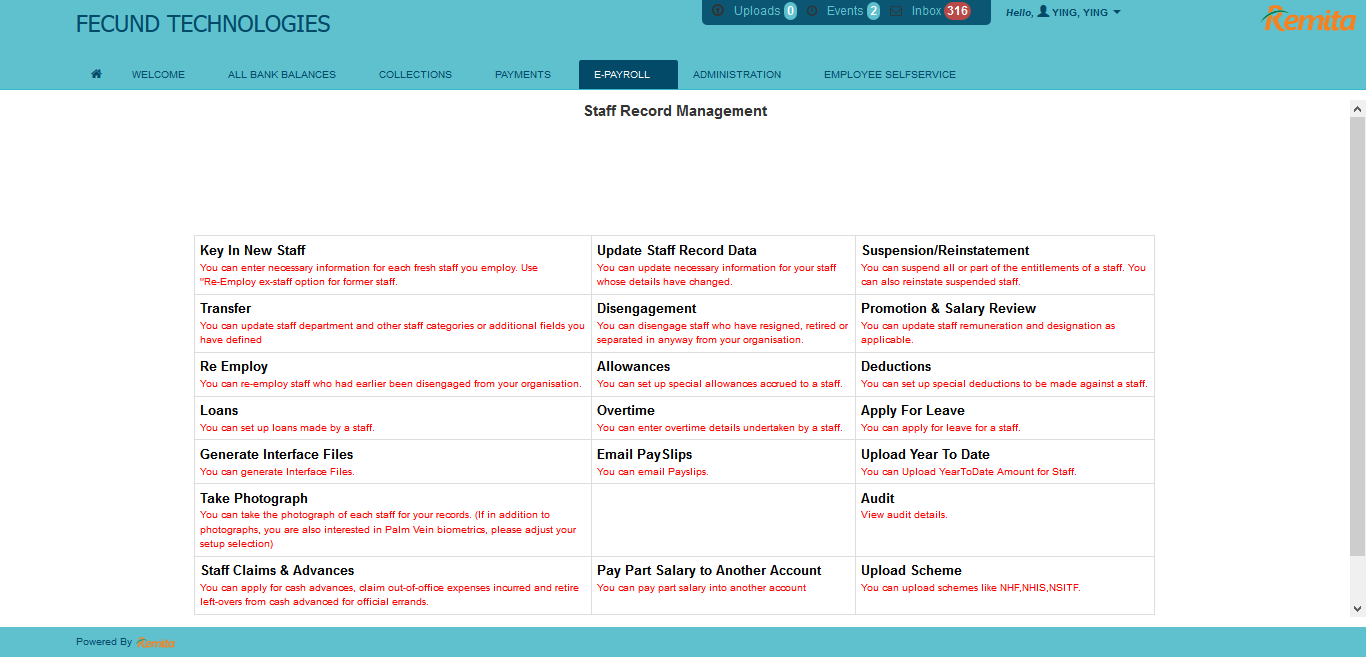 FECUND TECHNOLOGIES
Uploads 0 Events 2 Inbox 316
Hello, YING, YING
Remita
WELCOME ALL BANK BALANCES COLLECTIONS PAYMENTS E-PAYROLL ADMINISTRATION EMPLOYEE SELFSERVICE
Staff Record Management
Key In New Staff
You can enter necessary information for each fresh staff you employ. Use
"Re-Employ ex-staff option for former staff.
Update Staff Record Data
You can update necessary information for your staff
whose details have changed.
Suspension/Reinstatement
You can suspend all or part of the entitlements of a staff. You
can also reinstate suspended staff.
Transfer
You can update staff department and other staff categories or additional fields you
have defined
Disengagement
You can disengage staff who have resigned, retired or
separated in anyway from your organisation.
Promotion & Salary Review
You can update staff remuneration and designation as
applicable.
Re Employ
You can re-employ staff who had earlier been disengaged from your organisation.
Allowances
You can set up special allowances accrued to a staff.
Deductions
You can set up special deductions to be made against a staff.
Loans
You can set up loans made by a staff.
Overtime
You can enter overtime details undertaken by a staff.
Apply For Leave
You can apply for leave for a staff.
Generate Interface Files
You can generate Interface Files.
Email PaySlips
You can email Payslips.
Upload Year To Date
You can Upload YearToDate Amount for Staff.
Take Photograph
You can take the photograph of each staff for your records. (If in addition to
photographs, you are also interested in Palm Vein biometrics, please adjust your
setup selection)
Audit
View audit details.
Staff Claims & Advances
You can apply for cash advances, claim out-of-office expenses incurred and retire
left-overs from cash advanced for official errands.
Pay Part Salary to Another Account
You can pay part salary into another account
Upload Scheme
You can upload schemes like NHF,NHIS,NSITF.
Powered By Remita